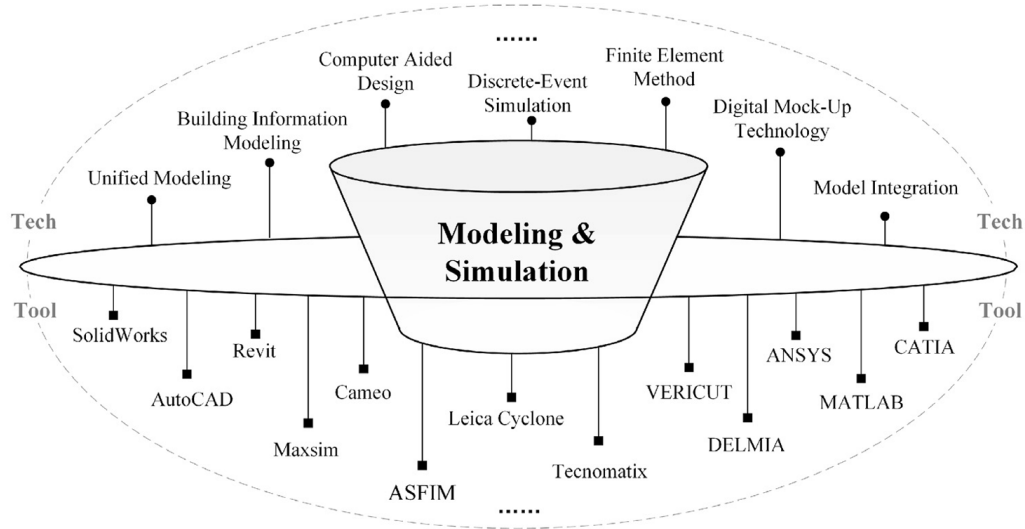 ......
Computer Aided
Design
Discrete-Event
Simulation
Finite Element
Method
Building Information
Modeling
Digital Mock-Up
Technology
Unified Modeling
Model Integration
Tech
Tech
Modeling &
Simulation
Tool
Tool
SolidWorks
AutoCAD
Revit
Maxsim
Cameo
ASFIM
Leica Cyclone
Tecnomatix
VERICUT
DELMIA
ANSYS
MATLAB
CATIA
......